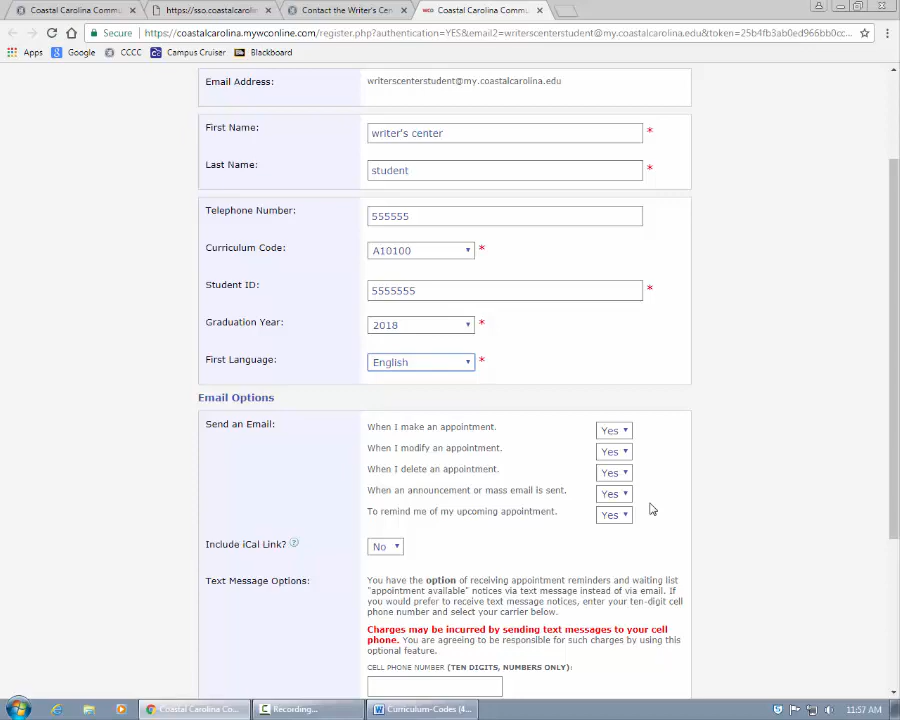 Coastal Carolina Commu
https://sso.coastalcarolin
Contact the Writer's Cent
Coastal Carolina Commu
Secure https://coastalcarolina.mywconline.com/register.php?authentication=YES&email2=writerscenterstudent@my.coastalcarolina.edu&token=25b4fb3ab0ed966bb0cc...
Apps Google CCCC Campus Cruiser Blackboard
Email Address: writerscenterstudent@my.coastalcarolina.edu
First Name: writer's center *
Last Name: student *
Telephone Number: 555555
Curriculum Code: A10100 *
Student ID: 5555555 *
Graduation Year: 2018 *
First Language: English *
Email Options
Send an Email: When I make an appointment. Yes
When I modify an appointment. Yes
When I delete an appointment. Yes
When an announcement or mass email is sent. Yes
To remind me of my upcoming appointment. Yes
Include iCal Link? ? No
Text Message Options: You have the option of receiving appointment reminders and waiting list
"appointment available" notices via text message instead of via email. If
you would prefer to receive text message notices, enter your ten-digit cell
phone number and select your carrier below.
Charges may be incurred by sending text messages to your cell
phone. You are agreeing to be responsible for such charges by using this
optional feature.
CELL PHONE NUMBER (TEN DIGITS, NUMBERS ONLY):
Coastal Carolina Co... Recording... Curriculum-Codes (4... 11:57 AM